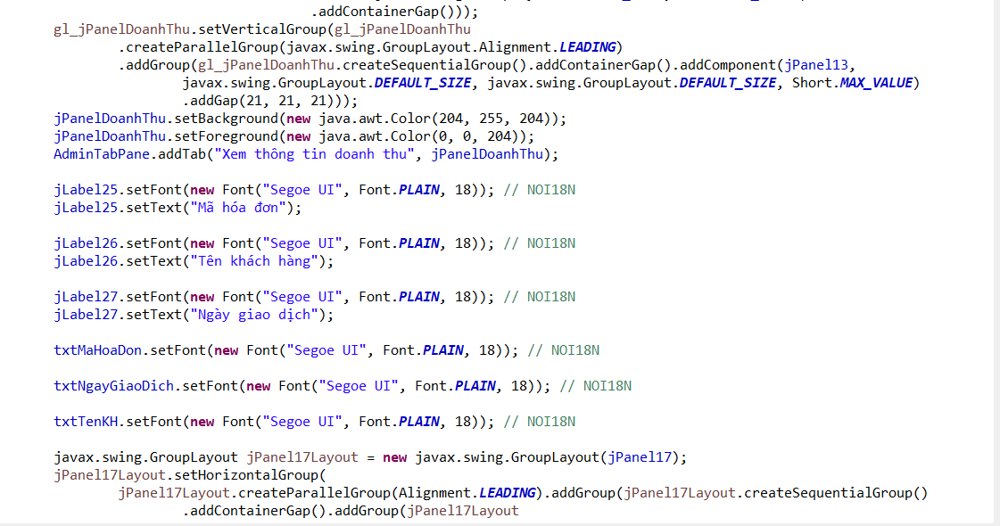 .addContainerGap()));
gl_jPanelDoanhThu.setVerticalGroup(gl_jPanelDoanhThu
.createParallelGroup(javax.swing.GroupLayout.Alignment.LEADING)
.addGroup(gl_jPanelDoanhThu.createSequentialGroup().addContainerGap().addComponent(jPanel13,
javax.swing.GroupLayout.DEFAULT_SIZE, javax.swing.GroupLayout.DEFAULT_SIZE, Short.MAX_VALUE)
.addGap(21, 21, 21)));
jPanelDoanhThu.setBackground(new java.awt.Color(204, 255, 204));
jPanelDoanhThu.setForeground(new java.awt.Color(0, 0, 204));
AdminTabPane.addTab("Xem thông tin doanh thu", jPanelDoanhThu);
jLabel25.setFont(new Font("Segoe UI", Font.PLAIN, 18)); // NOI18N
jLabel25.setText("Mã hóa đơn");
jLabel26.setFont(new Font("Segoe UI", Font.PLAIN, 18)); // NOI18N
jLabel26.setText("Tên khách hàng");
jLabel27.setFont(new Font("Segoe UI", Font.PLAIN, 18)); // NOI18N
jLabel27.setText("Ngày giao dịch");
txtMaHoaDon.setFont(new Font("Segoe UI", Font.PLAIN, 18)); // NOI18N
txtNgayGiaoDich.setFont(new Font("Segoe UI", Font.PLAIN, 18)); // NOI18N
txtTenKH.setFont(new Font("Segoe UI", Font.PLAIN, 18)); // NOI18N
javax.swing.GroupLayout jPanel17Layout = new javax.swing.GroupLayout(jPanel17);
jPanel17Layout.setHorizontalGroup(
jPanel17Layout.createParallelGroup(Alignment.LEADING).addGroup(jPanel17Layout.createSequentialGroup()
.addContainerGap().addGroup(jPanel17Layout